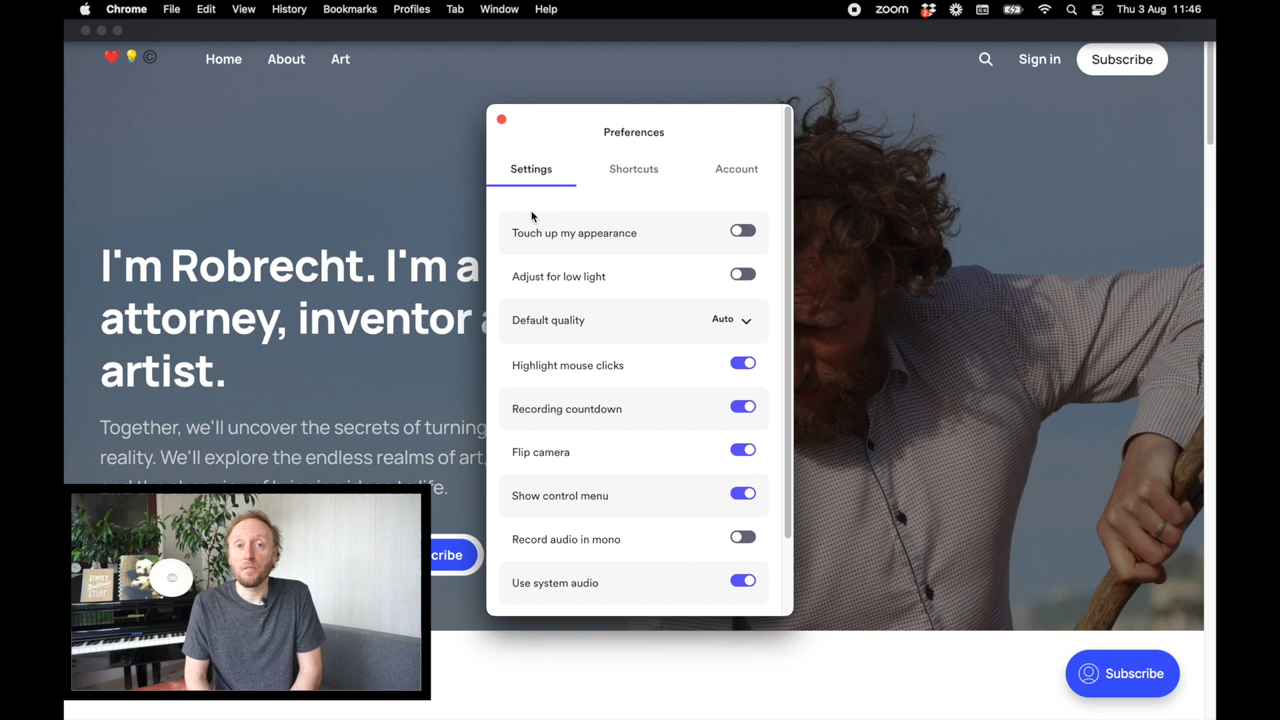 Chrome File Edit View History Bookmarks Profiles Tab Window Help zoom Thu 3 Aug 11:46
Home About Art Sign in Subscribe
I'm Robrecht. I'm a
attorney, inventor
artist.
Together, we'll uncover the secrets of turning
reality. We'll explore the endless realms of art,
life.
cribe
Preferences
Settings Shortcuts Account
Touch up my appearance
Adjust for low light
Default quality Auto
Highlight mouse clicks
Recording countdown
Flip camera
Show control menu
Record audio in mono
Use system audio
SIMPLY
STUFF
Subscribe